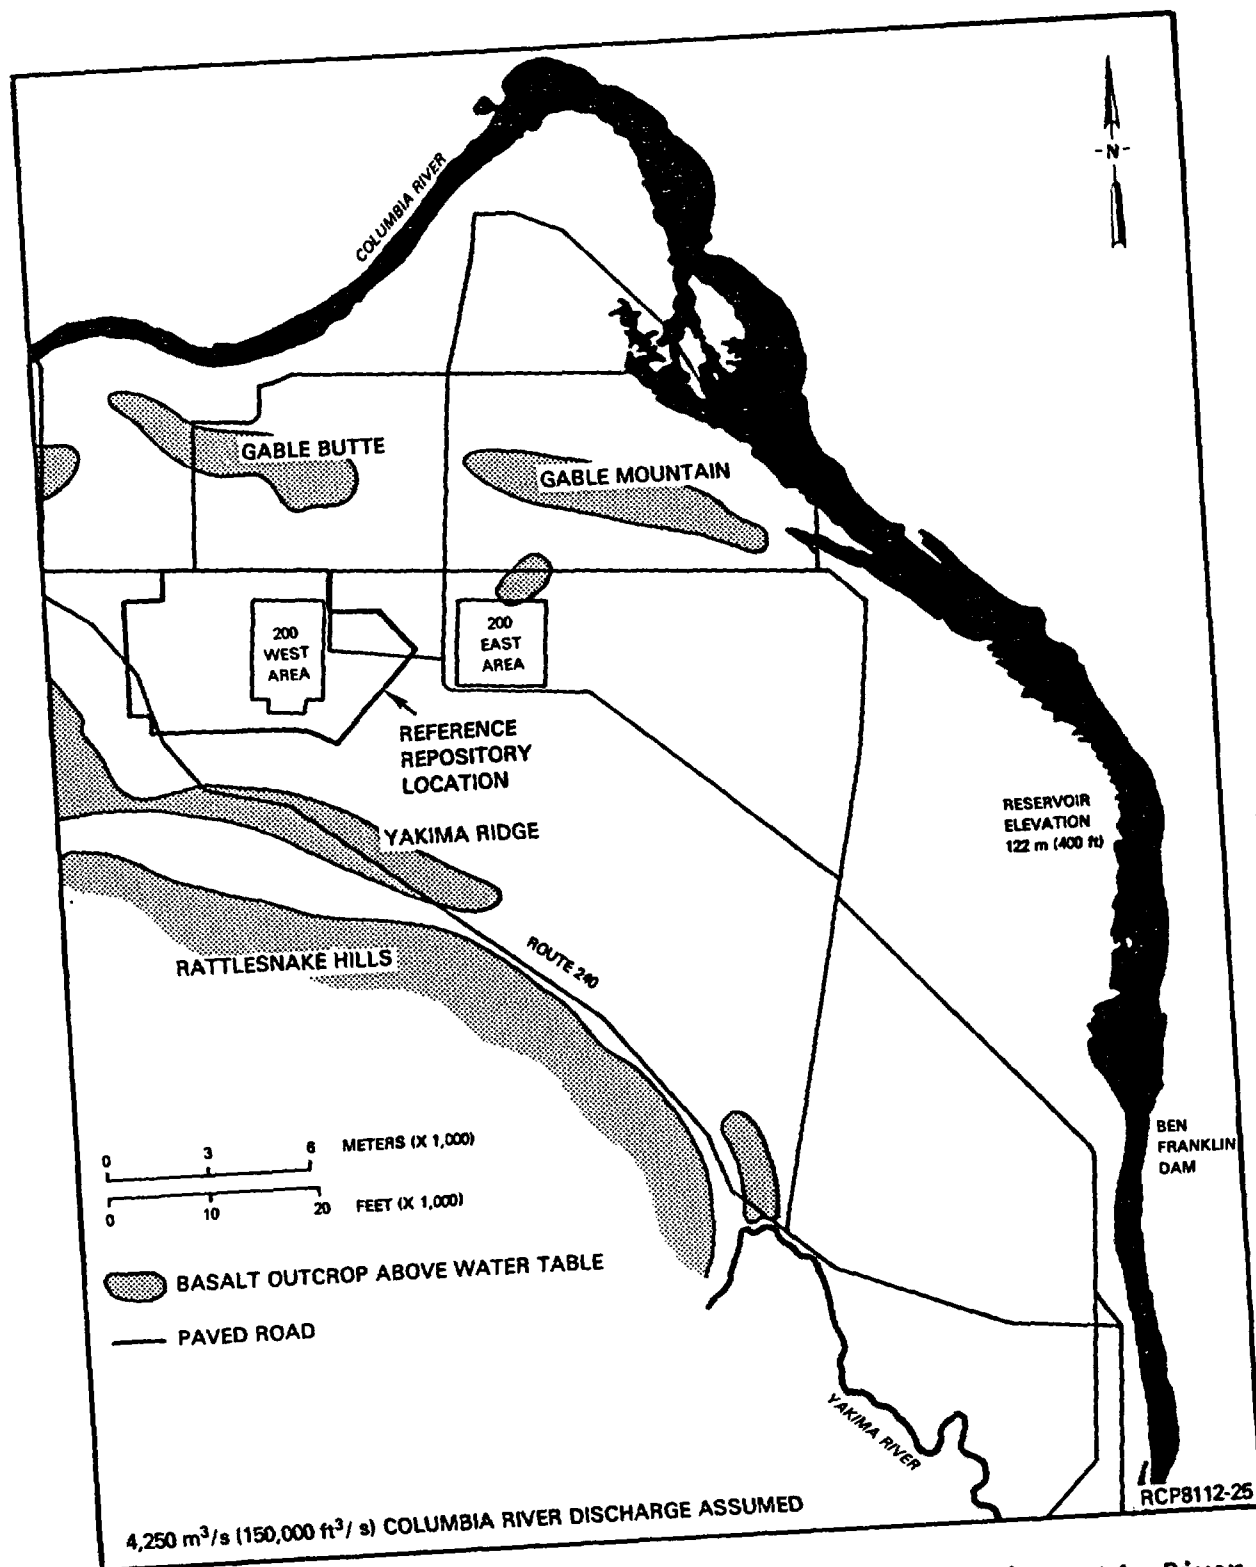 -N-
COLUMBIA RIVER
GABLE BUTTE
GABLE MOUNTAIN
200
WEST
AREA
200
EAST
AREA
REFERENCE
REPOSITORY
LOCATION
RESERVOIR
ELEVATION
122 m (400 ft)
YAKIMA RIDGE
RATTLESNAKE HILLS
ROUTE 240
BEN
FRANKLIN
DAM
0 3 6 METERS (X 1,000)
0 10 20 FEET (X 1,000)
BASALT OUTCROP ABOVE WATER TABLE
PAVED ROAD
YAKIMA RIVER
4,250 m³/s (150,000 ft³/ s) COLUMBIA RIVER DISCHARGE ASSUMED
RCP8112-25